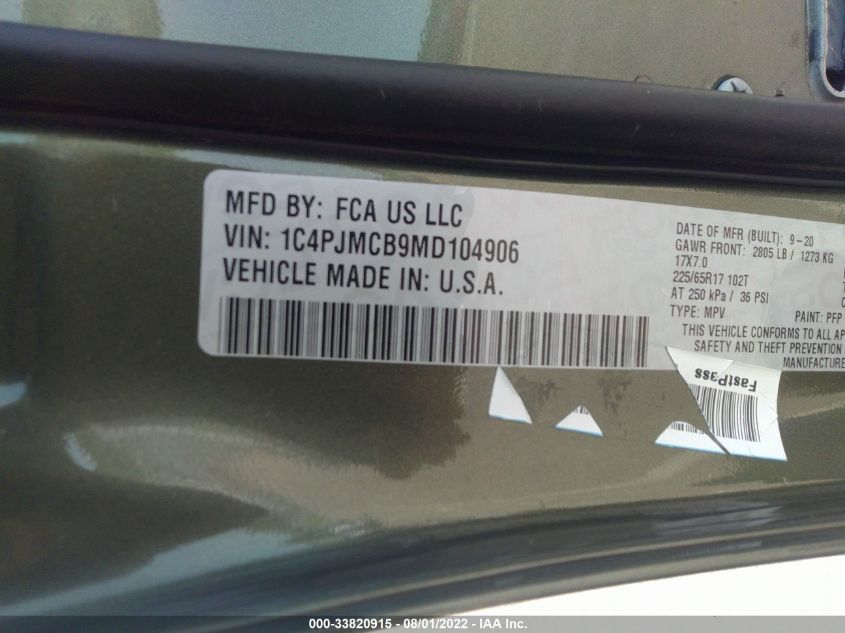 MFD BY: FCA US LLC
VIN: 1C4PJMCB9MD104906
VEHICLE MADE IN: U.S.A.
DATE OF MFR (BUILT): 9-20
GAWR FRONT: 2805 LB / 1273 KG
17X7.0
225/65R17 102T
AT 250 kPa / 36 PSI
TYPE: MPV PAINT: PFP
THIS VEHICLE CONFORMS TO ALL AP
SAFETY AND THEFT PREVENTION
MANUFACTURE
FastP388
000-33820915 - 08/01/2022 - IAA Inc.